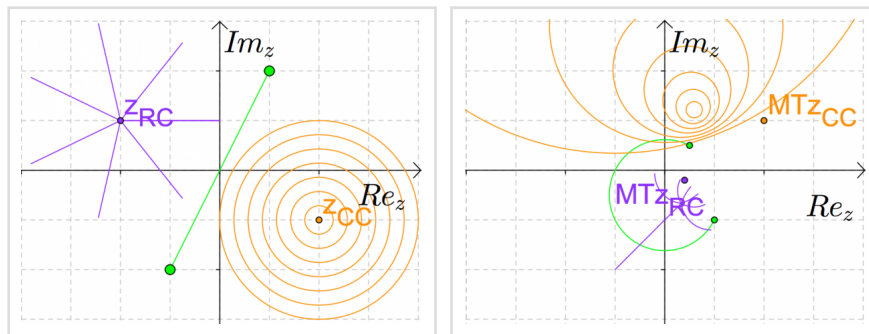 Im_z
z_RC
Re_z
z_CC
Im_z
MTz_CC
MTz_RC
Re_z